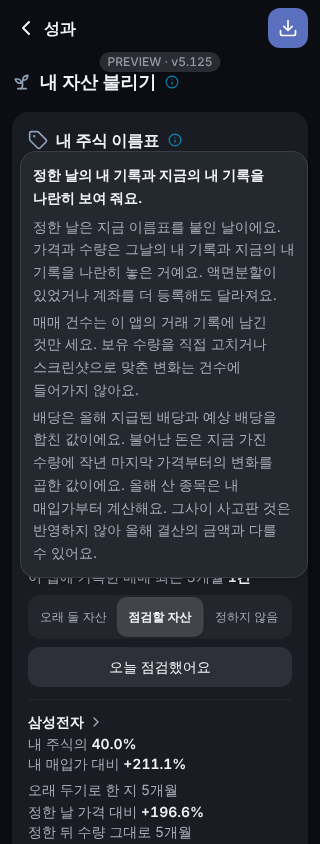 성과
PREVIEW · v5.125
내 자산 불리기
내 주식 이름표
정한 날의 내 기록과 지금의 내 기록을
나란히 보여 줘요.
정한 날은 지금 이름표를 붙인 날이에요.
가격과 수량은 그날의 내 기록과 지금의 내
기록을 나란히 놓은 거예요. 액면분할이
있었거나 계좌를 더 등록해도 달라져요.
매매 건수는 이 앱의 거래 기록에 남긴
것만 세요. 보유 수량을 직접 고치거나
스크린샷으로 맞춘 변화는 건수에
들어가지 않아요.
배당은 올해 지급된 배당과 예상 배당을
합친 값이에요. 불어난 돈은 지금 가진
수량에 작년 마지막 가격부터의 변화를
곱한 값이에요. 올해 산 종목은 내
매입가부터 계산해요. 그사이 사고판 것은
반영하지 않아 올해 결산의 금액과 다를
수 있어요.
이 앱에 기록한 매매 최근 3개월 1건
오래 둘 자산 점검할 자산 정하지 않음
오늘 점검했어요
삼성전자
내 주식의 40.0%
내 매입가 대비 +211.1%
오래 두기로 한 지 5개월
정한 날 가격 대비 +196.6%
정한 뒤 수량 그대로 5개월